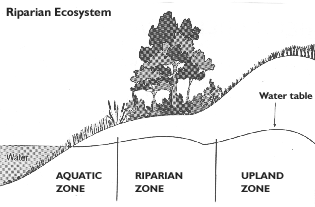 Riparian Ecosystem
Water table
Water
AQUATIC
ZONE
RIPARIAN
ZONE
UPLAND
ZONE